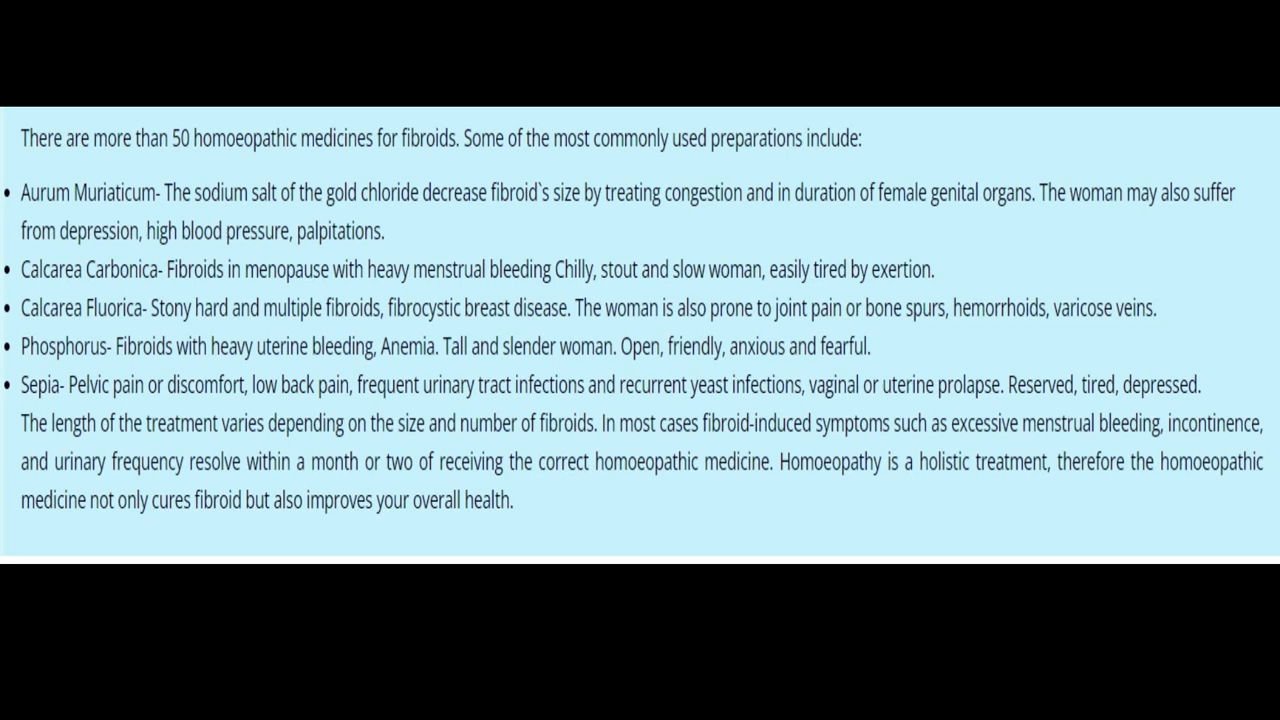 There are more than 50 homoeopathic medicines for fibroids. Some of the most commonly used preparations include:
• Aurum Muriaticum- The sodium salt of the gold chloride decrease fibroid`s size by treating congestion and in duration of female genital organs. The woman may also suffer
from depression, high blood pressure, palpitations.
• Calcarea Carbonica- Fibroids in menopause with heavy menstrual bleeding Chilly, stout and slow woman, easily tired by exertion.
• Calcarea Fluorica- Stony hard and multiple fibroids, fibrocystic breast disease. The woman is also prone to joint pain or bone spurs, hemorrhoids, varicose veins.
• Phosphorus- Fibroids with heavy uterine bleeding, Anemia. Tall and slender woman. Open, friendly, anxious and fearful.
• Sepia- Pelvic pain or discomfort, low back pain, frequent urinary tract infections and recurrent yeast infections, vaginal or uterine prolapse. Reserved, tired, depressed.
The length of the treatment varies depending on the size and number of fibroids. In most cases fibroid-induced symptoms such as excessive menstrual bleeding, incontinence,
and urinary frequency resolve within a month or two of receiving the correct homoeopathic medicine. Homoeopathy is a holistic treatment, therefore the homoeopathic
medicine not only cures fibroid but also improves your overall health.